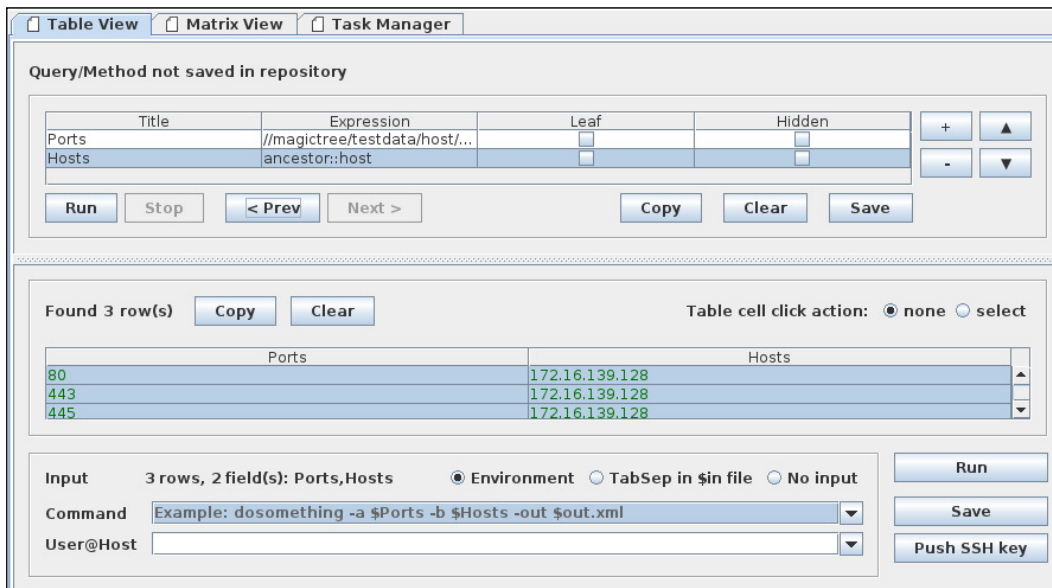 Table View Matrix View Task Manager
Query/Method not saved in repository
Title Expression Leaf Hidden
Ports //magictree/testdata/host/...
Hosts ancestor::host
+ ▲
- ▼
Run Stop < Prev Next > Copy Clear Save
Found 3 row(s) Copy Clear Table cell click action: none select
Ports Hosts
80 172.16.139.128
443 172.16.139.128
445 172.16.139.128
Input 3 rows, 2 field(s): Ports,Hosts Environment TabSep in $in file No input Run
Command Example: dosomething -a $Ports -b $Hosts -out $out.xml Save
User@Host Push SSH key